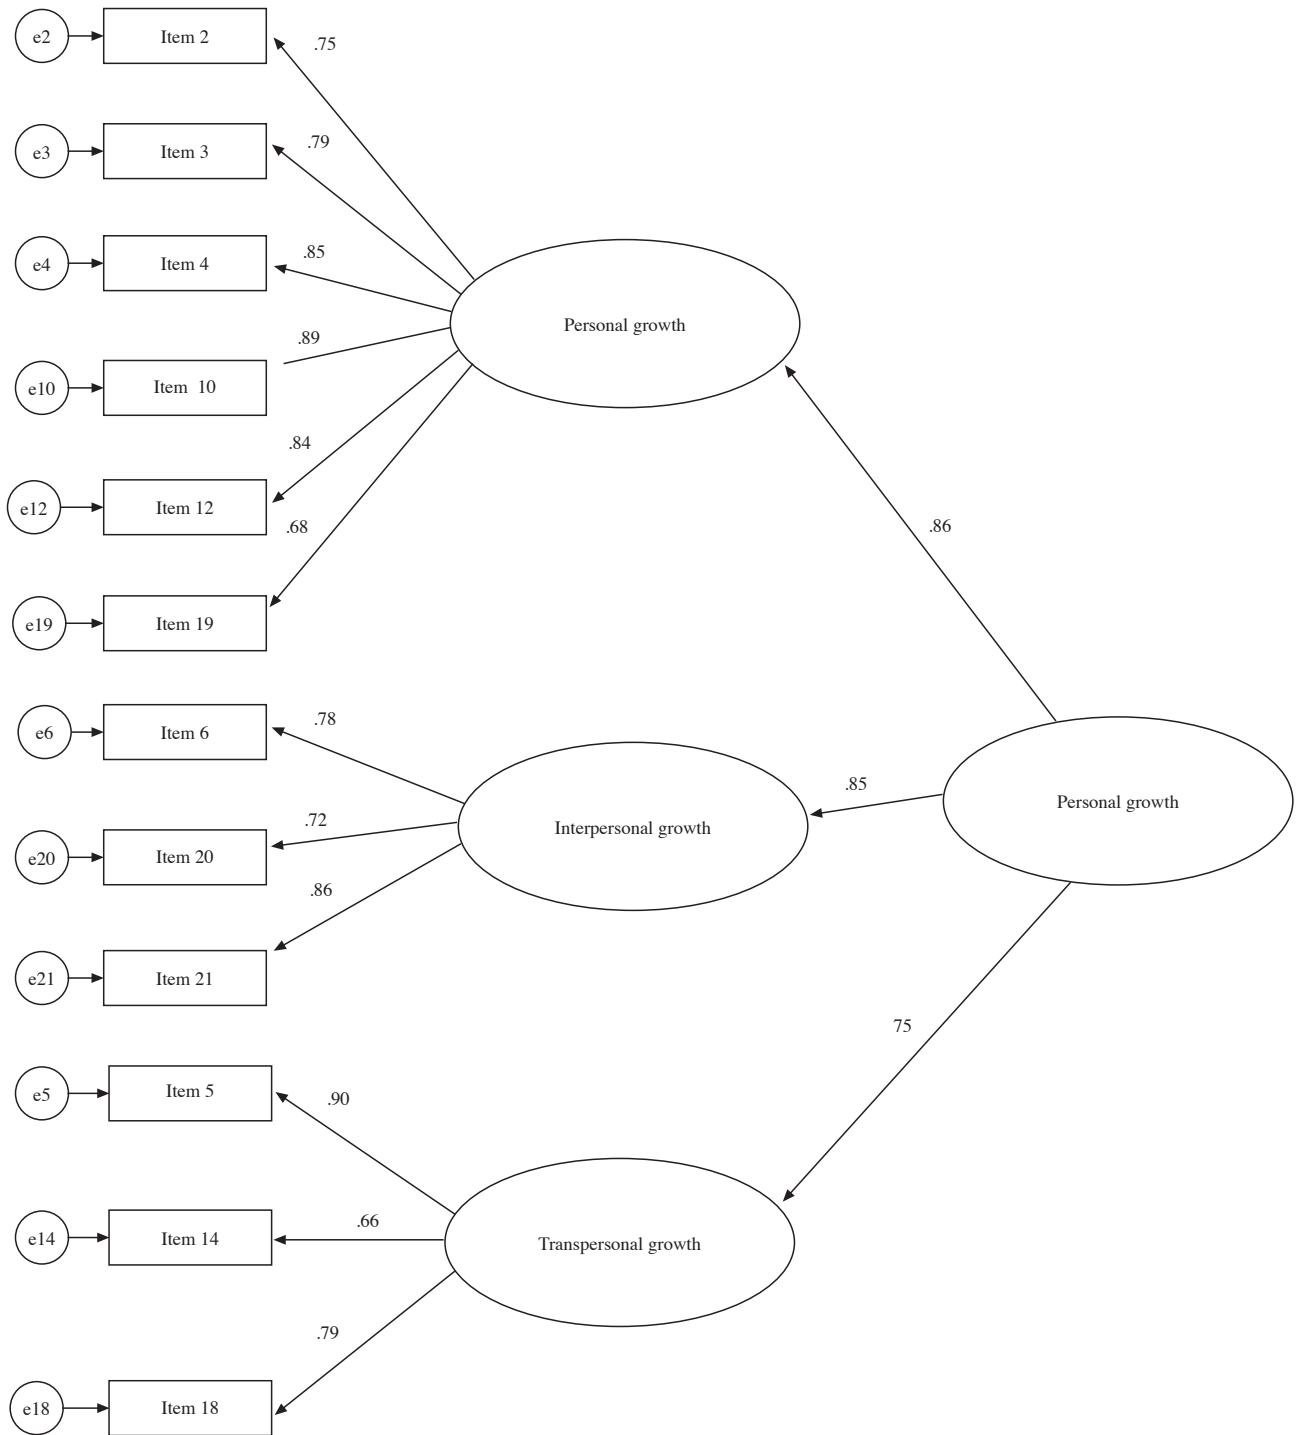 e2
Item 2
.75
e3
Item 3
.79
e4
Item 4
.85
e10
Item  10
.89
e12
Item 12
.84
e19
Item 19
.68
Personal growth
.86
e6
Item 6
.78
e20
Item 20
.72
e21
Item 21
.86
Interpersonal growth
.85
Personal growth
75
e5
Item 5
.90
e14
Item 14
.66
e18
Item 18
.79
Transpersonal growth